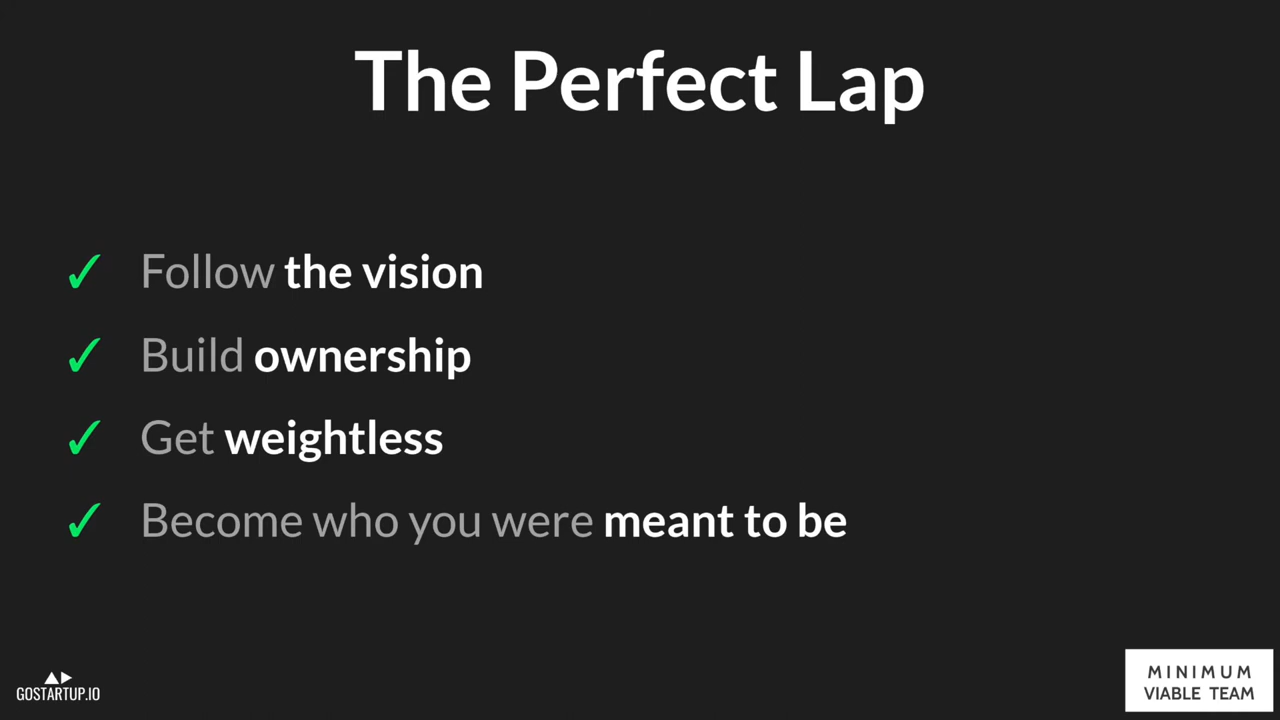 The Perfect Lap
✓ Follow the vision
✓ Build ownership
✓ Get weightless
✓ Become who you were meant to be
GOSTARTUP.IO
MINIMUM
VIABLE TEAM